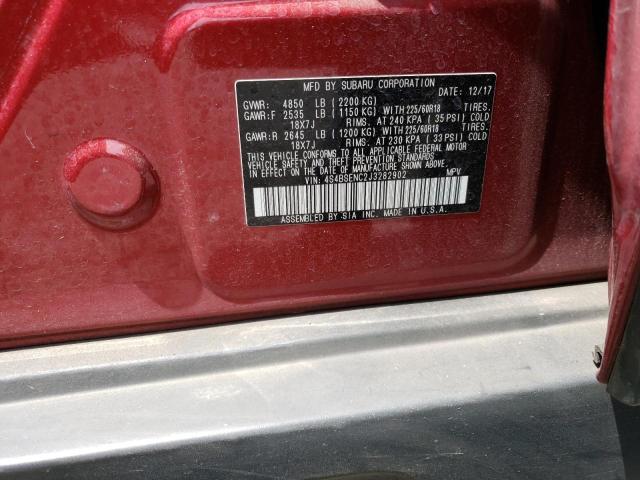 MFD BY SUBARU CORPORATION DATE: 12/17
GVWR: 4850 LB ( 2200 KG)
GAWR:F 2535 LB ( 1150 KG) WITH 225/60R18 TIRES.
18X7J RIMS. AT 240 KPA ( 35 PSI) COLD
GAWR:R 2645 LB ( 1200 KG) WITH 225/60R18 TIRES.
18X7J RIMS. AT 230 KPA ( 33 PSI) COLD
THIS VEHICLE CONFORMS TO ALL APPLICABLE FEDERAL MOTOR
VEHICLE SAFETY AND THEFT PREVENTION STANDARDS
IN EFFECT ON THE DATE OF MANUFACTURE SHOWN ABOVE.
VIN: 4S4BSENC2J3282902 MPV
ASSEMBLED BY SIA INC. MADE IN U.S.A.